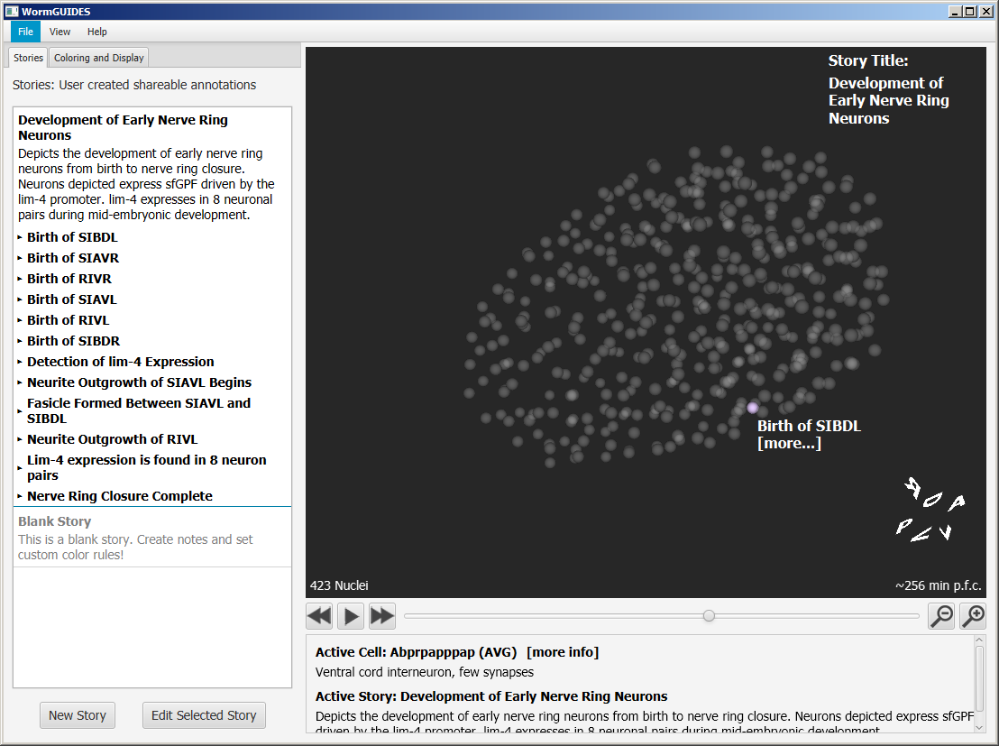 WormGUIDES
File View Help
Stories Coloring and Display
Stories: User created shareable annotations
Development of Early Nerve Ring
Neurons
Depicts the development of early nerve ring
neurons from birth to nerve ring closure.
Neurons depicted express sfGPF driven by the
lim-4 promoter. lim-4 expresses in 8 neuronal
pairs during mid-embryonic development.
Birth of SIBDL
Birth of SIAVR
Birth of RIVR
Birth of SIAVL
Birth of RIVL
Birth of SIBDR
Detection of lim-4 Expression
Neurite Outgrowth of SIAVL Begins
Fasicle Formed Between SIAVL and
SIBDL
Neurite Outgrowth of RIVL
Lim-4 expression is found in 8 neuron
pairs
Nerve Ring Closure Complete
Blank Story
This is a blank story. Create notes and set
custom color rules!
New Story Edit Selected Story
Story Title:
Development of
Early Nerve Ring
Neurons
Birth of SIBDL
[more...]
A
P
V
423 Nuclei ~256 min p.f.c.
Active Cell: Abprpapppap (AVG) [more info]
Ventral cord interneuron, few synapses
Active Story: Development of Early Nerve Ring Neurons
Depicts the development of early nerve ring neurons from birth to nerve ring closure. Neurons depicted express sfGPF
driven by the lim-4 promoter. lim-4 expresses in 8 neuronal pairs during mid-embryonic development.